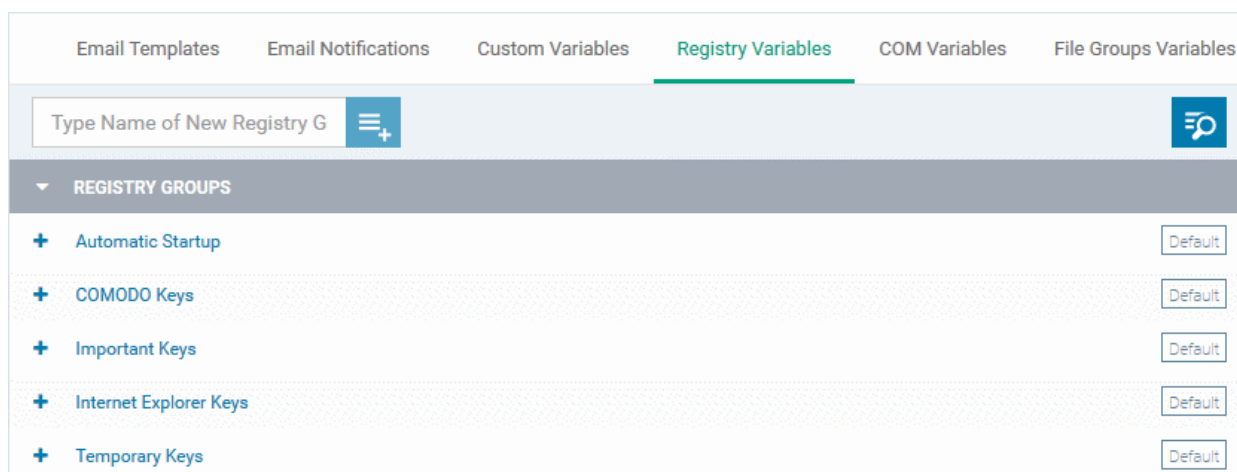 Email Templates Email Notifications Custom Variables Registry Variables COM Variables File Groups Variables
Type Name of New Registry G
REGISTRY GROUPS
Automatic Startup Default
COMODO Keys Default
Important Keys Default
Internet Explorer Keys Default
Temporary Keys Default